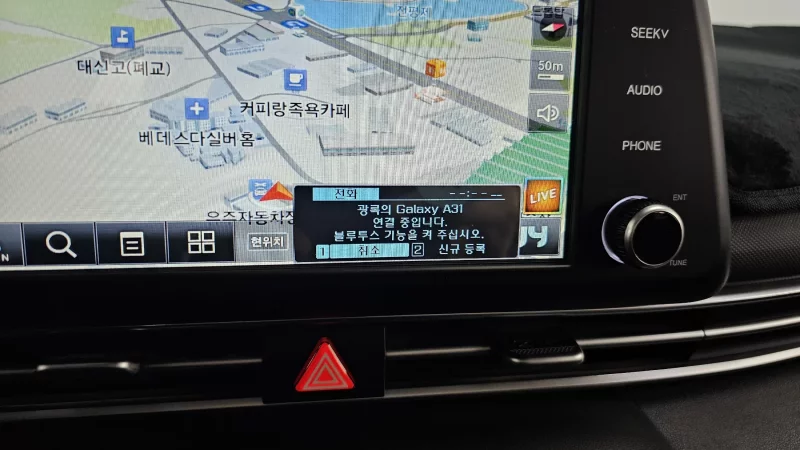 전평제
대신고(폐교)
50m
커피랑족욕카페
베데스다실버홈
LIVE
전화 --:--
광록의 Galaxy A31
연결 중입니다.
블루투스 기능을 켜 주십시오.
1 취소 2 신규 등록
현위치
N
SEEK∨
AUDIO
PHONE
ENT
TUNE